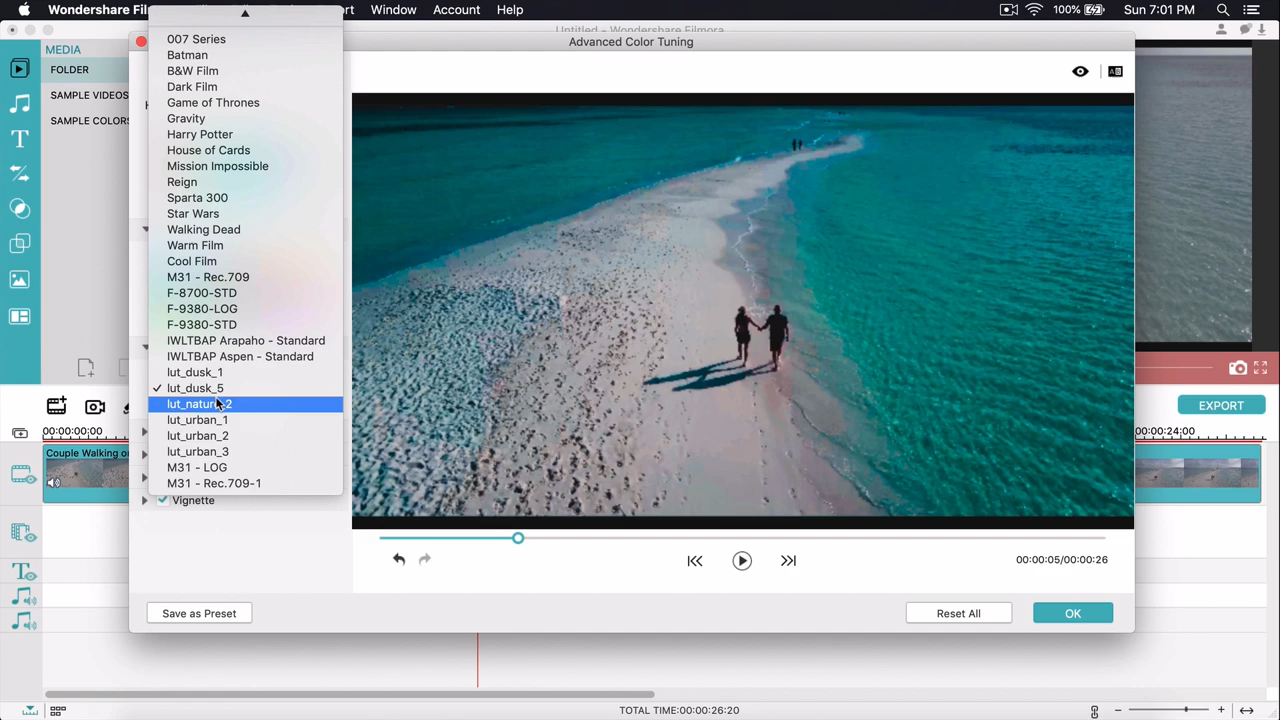 Wondershare Film
ort
Window
Account
Help
100%
Sun 7:01 PM
Untitled - Wondershare Filmora
Advanced Color Tuning
MEDIA
FOLDER
SAMPLE VIDEOS
SAMPLE COLORS
007 Series
Batman
B&W Film
Dark Film
Game of Thrones
Gravity
Harry Potter
House of Cards
Mission Impossible
Reign
Sparta 300
Star Wars
Walking Dead
Warm Film
Cool Film
M31 - Rec.709
F-8700-STD
F-9380-LOG
F-9380-STD
IWLTBAP Arapaho - Standard
IWLTBAP Aspen - Standard
lut_dusk_1
lut_dusk_5
lut_nature_2
lut_urban_1
lut_urban_2
lut_urban_3
M31 - LOG
M31 - Rec.709-1
Vignette
A B
EXPORT
00:00:00:00
00:00:24:00
Couple Walking on
00:00:05/00:00:26
Save as Preset
Reset All
OK
TOTAL TIME:00:00:26:20